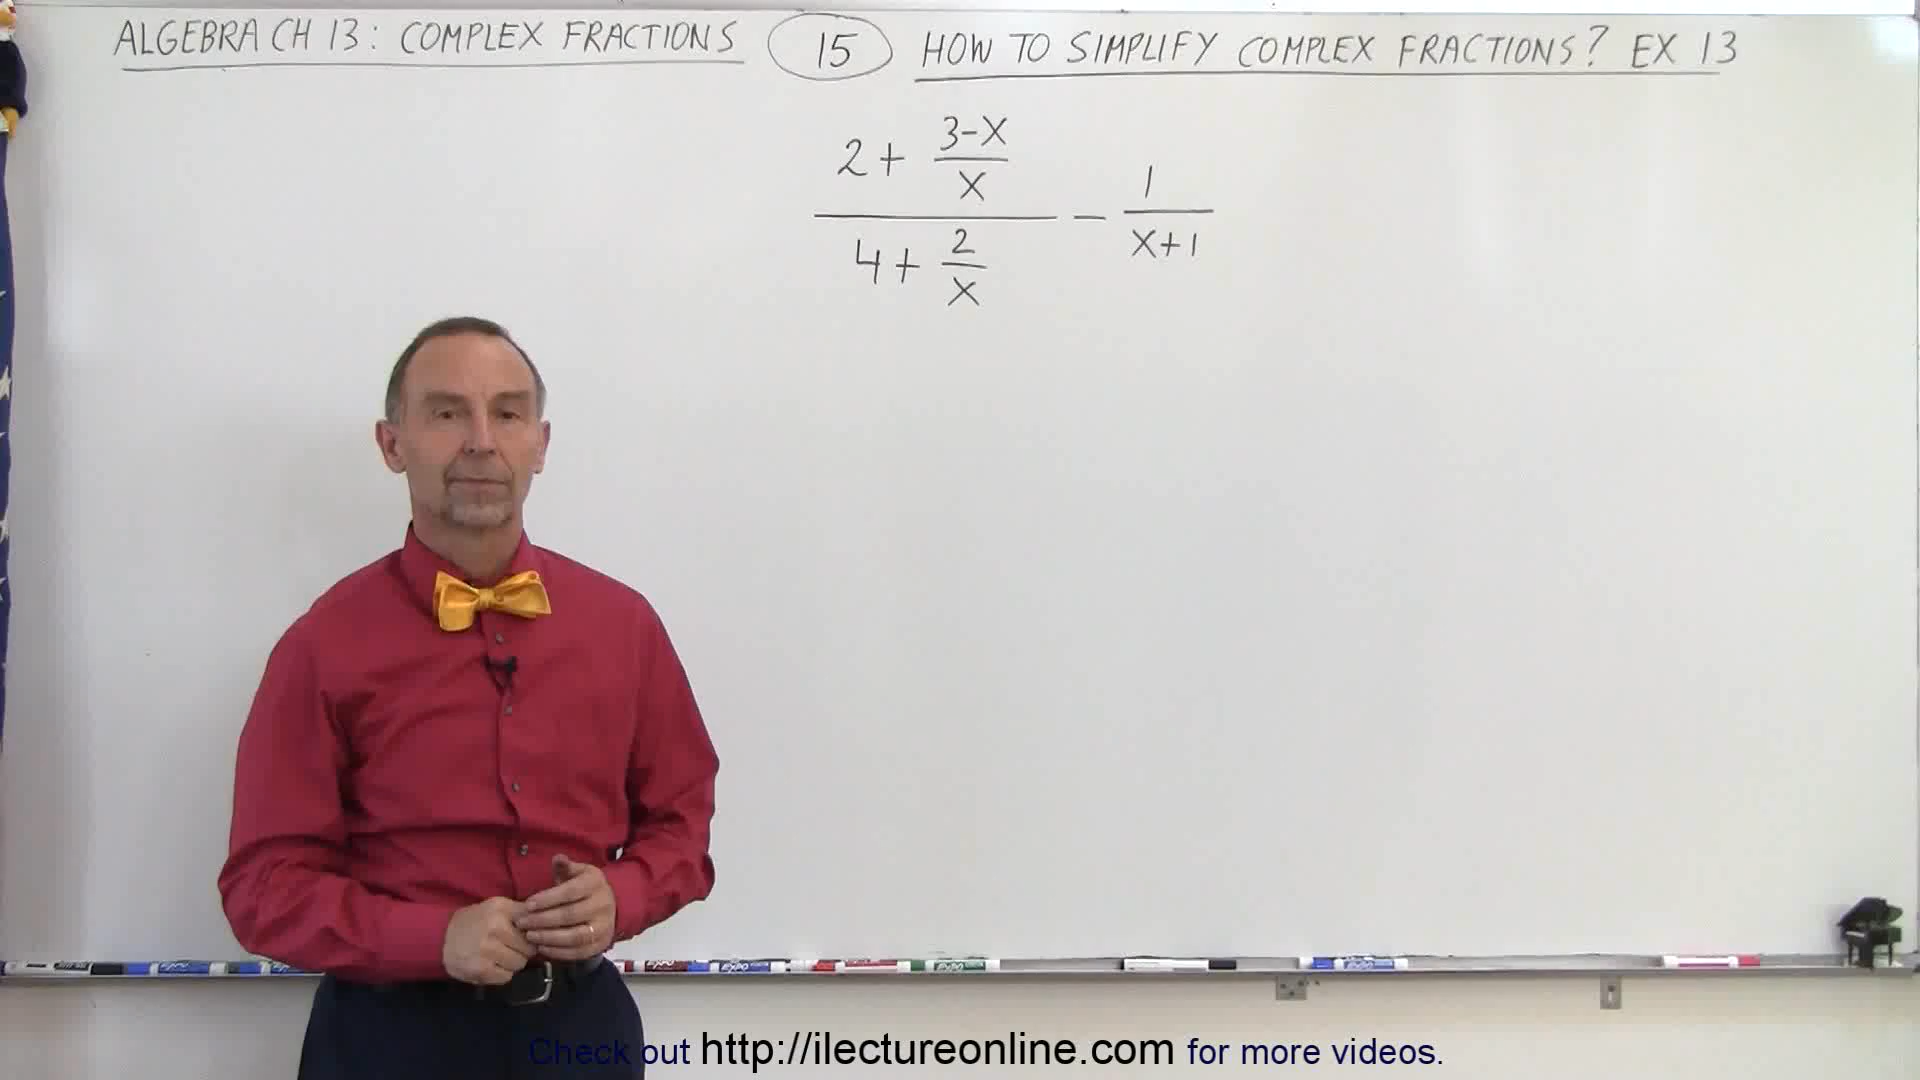 ALGEBRA CH 13: COMPLEX FRACTIONS 15 HOW TO SIMPLIFY COMPLEX FRACTIONS? EX 13
3-X
2+ ―
X
1
――― - ―
X+1
2
4+ ―
X
Check out http://ilectureonline.com for more videos.